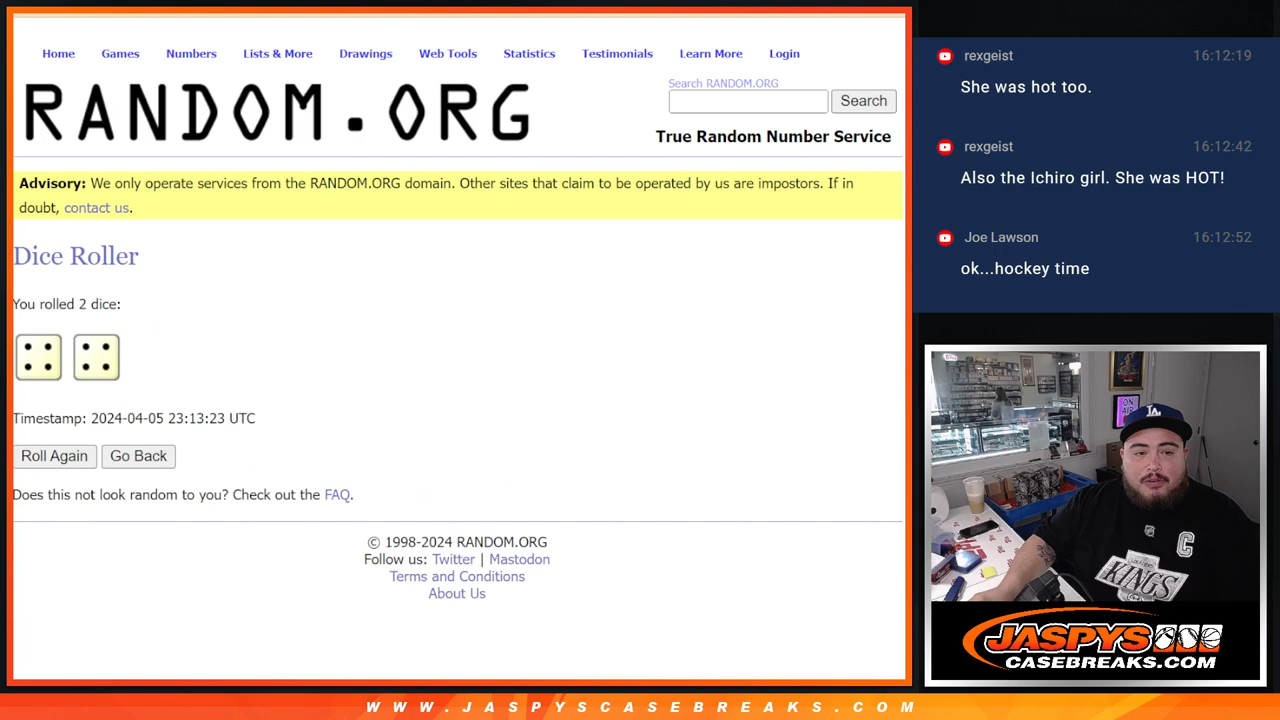 Home Games Numbers Lists & More Drawings Web Tools Statistics Testimonials Learn More Login
RANDOM.ORG
Search RANDOM.ORG
Search
True Random Number Service
Advisory: We only operate services from the RANDOM.ORG domain. Other sites that claim to be operated by us are impostors. If in
doubt, contact us.
Dice Roller
You rolled 2 dice:
Timestamp: 2024-04-05 23:13:23 UTC
Roll Again Go Back
Does this not look random to you? Check out the FAQ.
© 1998-2024 RANDOM.ORG
Follow us: Twitter | Mastodon
Terms and Conditions
About Us
rexgeist 16:12:19
She was hot too.
rexgeist 16:12:42
Also the Ichiro girl. She was HOT!
Joe Lawson 16:12:52
ok...hockey time
ON
AIR
LA
C
KINGS
JASPYS
CASEBREAKS.COM
WWW.JASPYSCASEBREAKS.COM